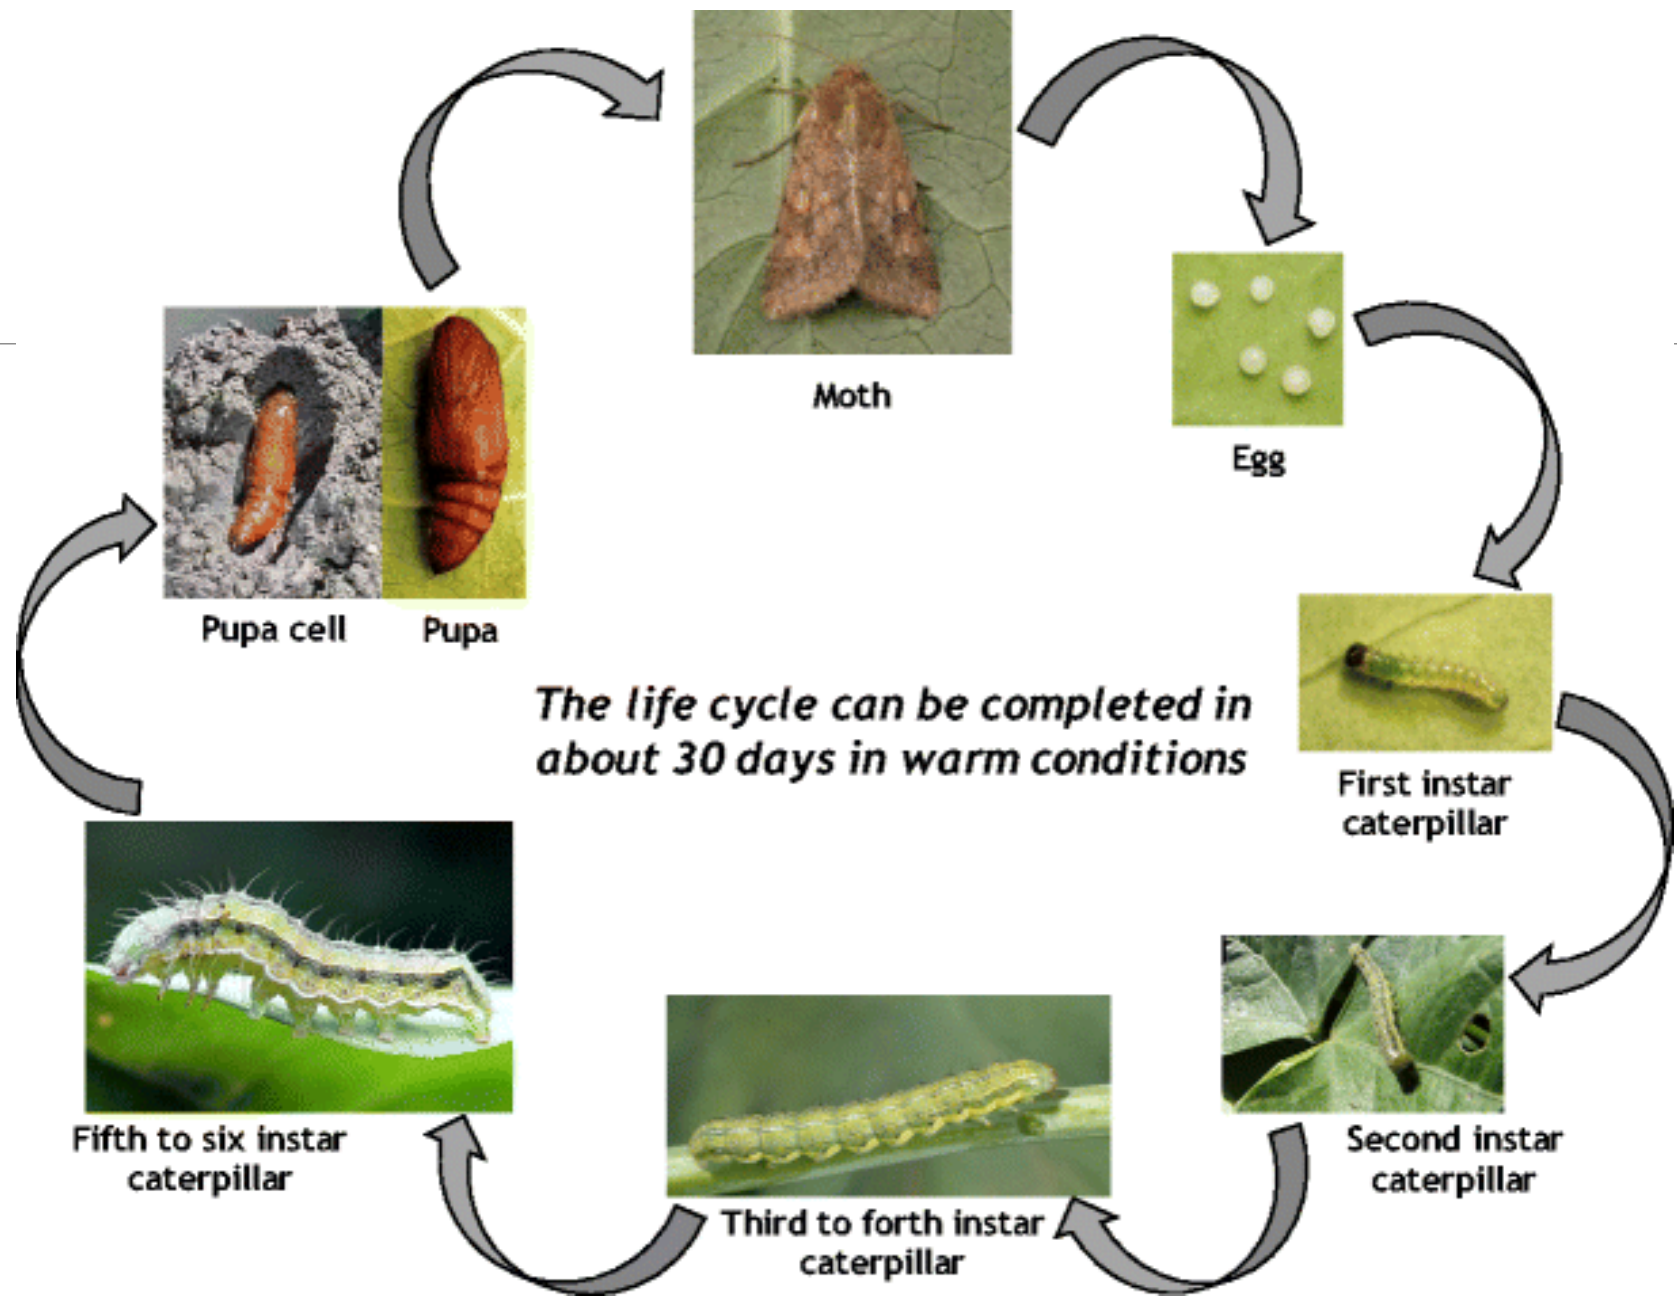 Moth
Egg
Pupa cell
Pupa
The life cycle can be completed in
about 30 days in warm conditions
First instar
caterpillar
Second instar
caterpillar
Third to forth instar
caterpillar
Fifth to six instar
caterpillar